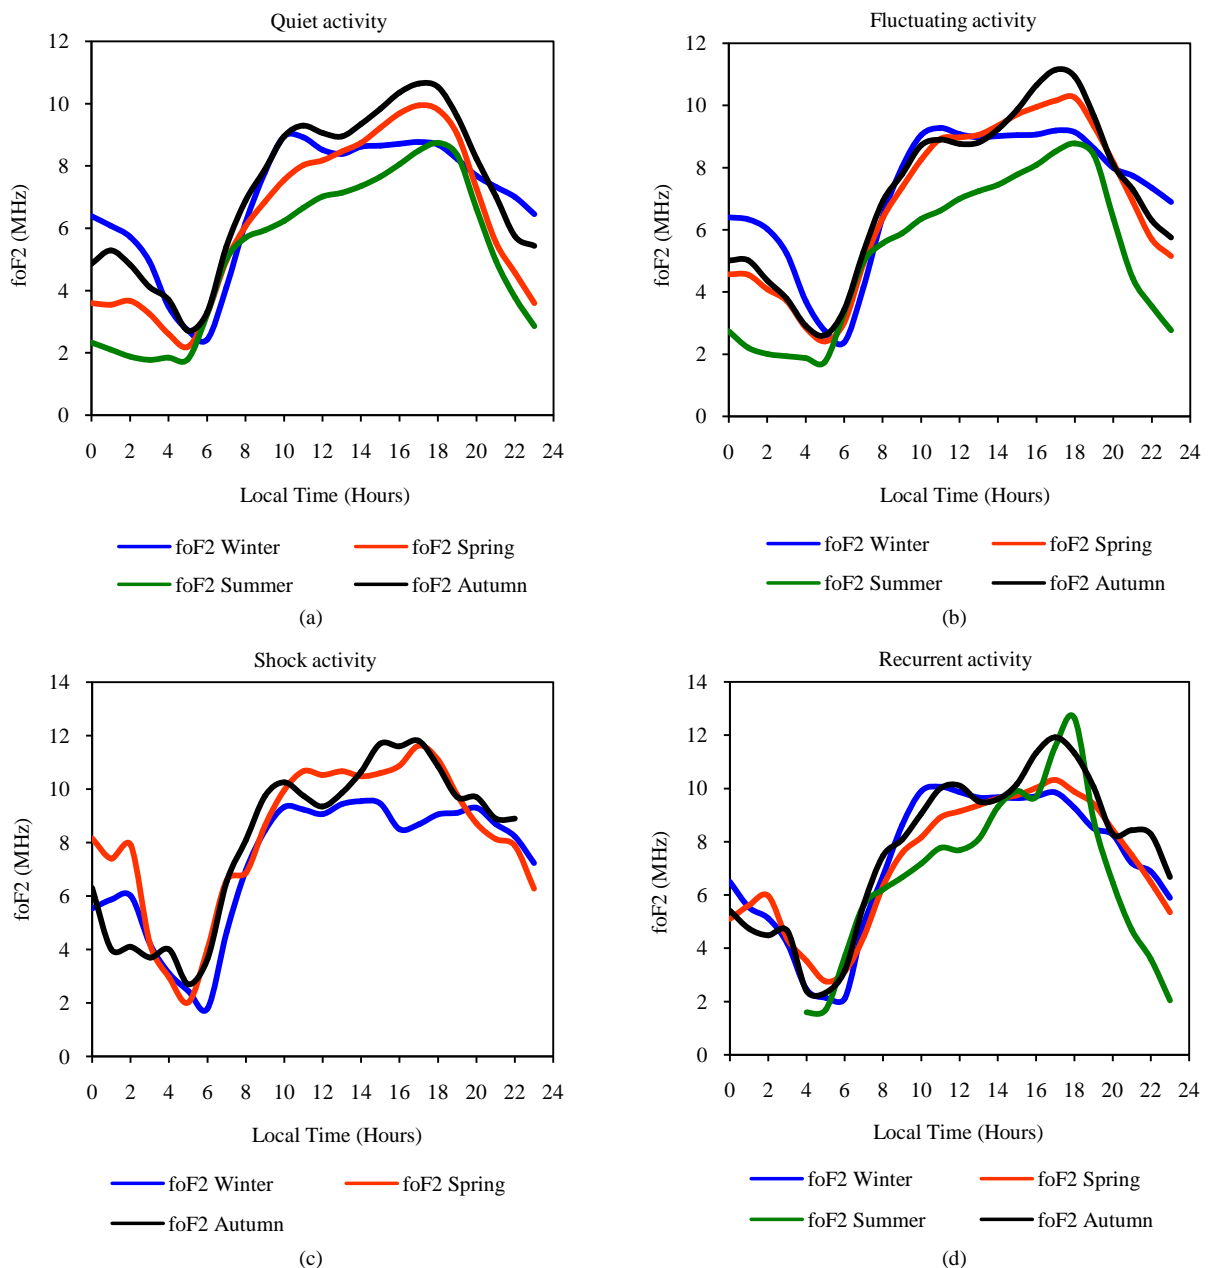 Quiet activity
12
10
8
6
4
2
0
foF2 (MHz)
0 2 4 6 8 10 12 14 16 18 20 22 24
Local Time (Hours)
foF2 Winter foF2 Spring
foF2 Summer foF2 Autumn
(a)
Fluctuating activity
12
10
8
6
4
2
0
foF2 (MHz)
0 2 4 6 8 10 12 14 16 18 20 22 24
Local Time (Hours)
foF2 Winter foF2 Spring
foF2 Summer foF2 Autumn
(b)
Shock activity
14
12
10
8
6
4
2
0
foF2 (MHz)
0 2 4 6 8 10 12 14 16 18 20 22 24
Local Time (Hours)
foF2 Winter foF2 Spring
foF2 Autumn
(c)
Recurrent activity
14
12
10
8
6
4
2
0
foF2 (MHz)
0 2 4 6 8 10 12 14 16 18 20 22 24
Local Time (Hours)
foF2 Winter foF2 Spring
foF2 Summer foF2 Autumn
(d)